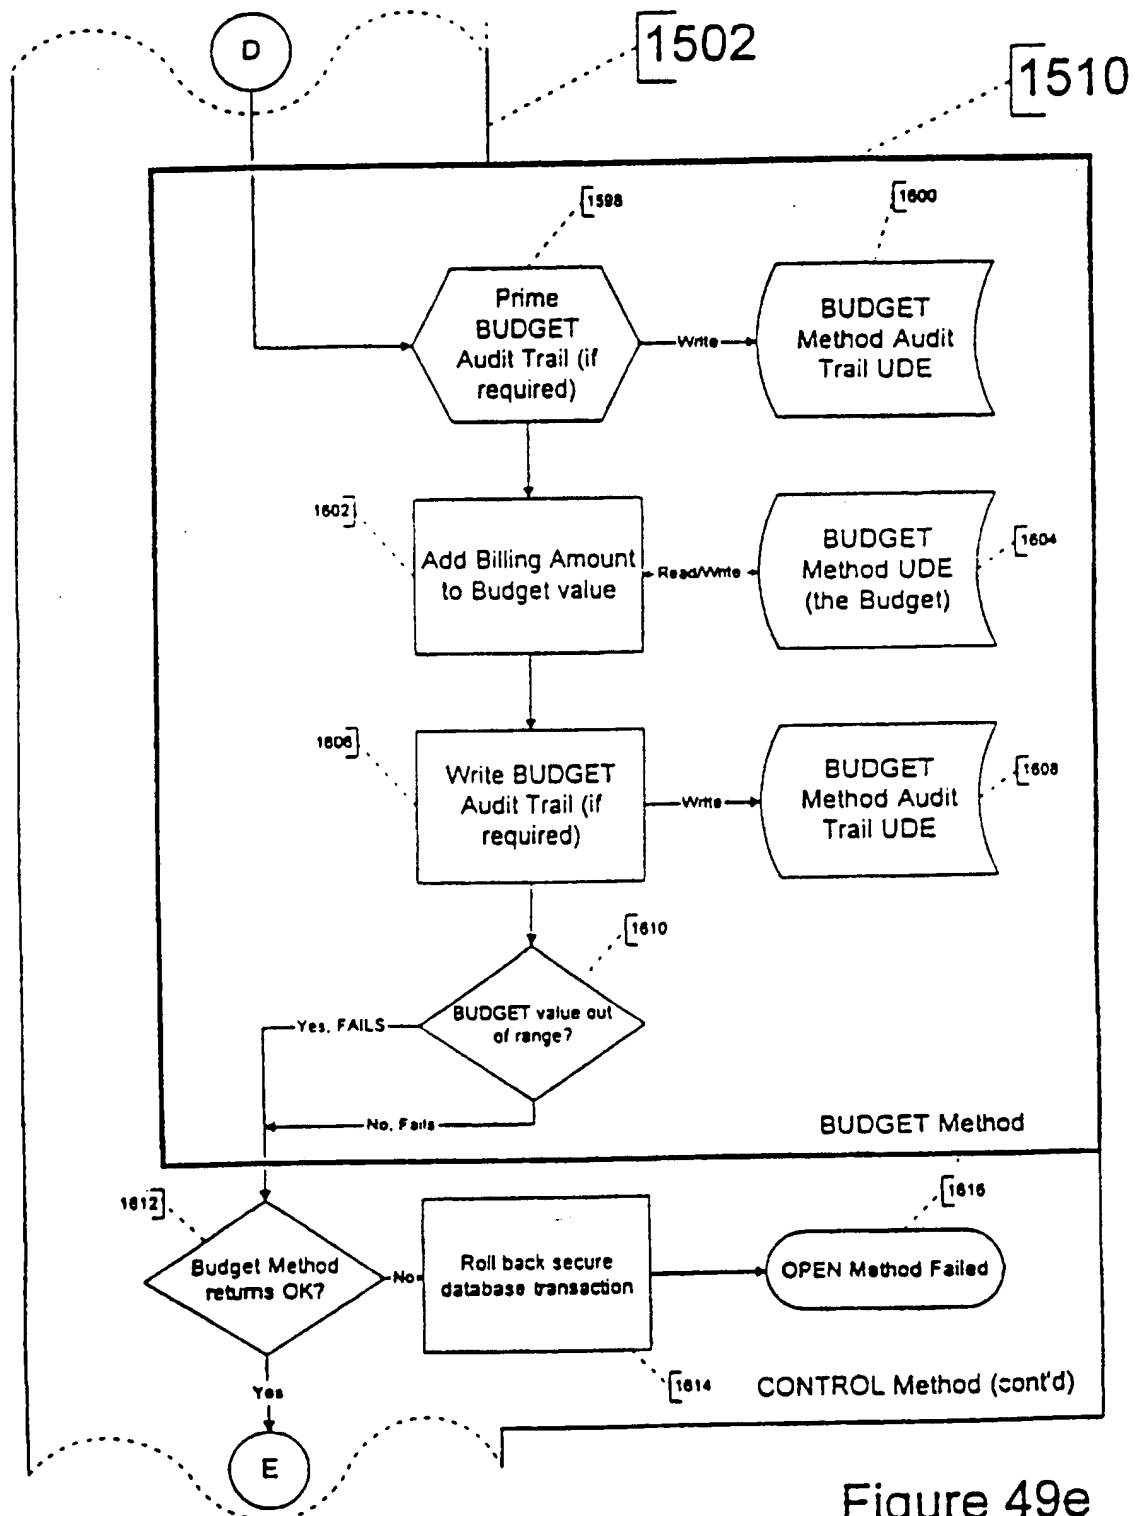 D
1502
1510
1598
1600
Prime
BUDGET
Audit Trail (if
required)
Write
BUDGET
Method Audit
Trail UDE
1602
Add Billing Amount
to Budget value
Read/Write
BUDGET
Method UDE
(the Budget)
1604
1606
Write BUDGET
Audit Trail (if
required)
Write
BUDGET
Method Audit
Trail UDE
1608
1610
BUDGET value out
of range?
Yes, FAILS
No, Fails
BUDGET Method
1612
Budget Method
returns OK?
No
Roll back secure
database transaction
1616
OPEN Method Failed
1614
Yes
CONTROL Method (cont'd)
E
Figure 49e